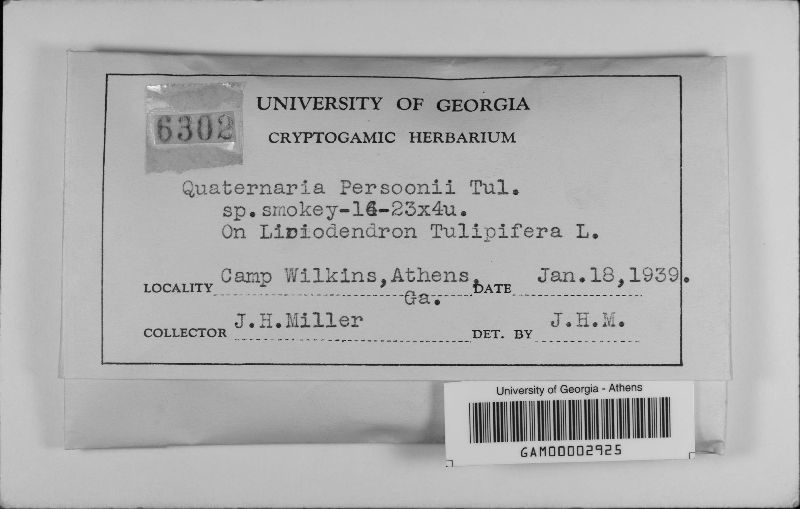 6302
UNIVERSITY OF GEORGIA
CRYPTOGAMIC HERBARIUM
Quaternaria Persoonii Tul.
sp.smokey-16-23x4u.
On Liriodendron Tulipifera L.
LOCALITY Camp Wilkins,Athens, DATE Jan.18,1939.
Ga.
COLLECTOR J.H.Miller DET. BY J.H.M.
University of Georgia - Athens
GAM00002925